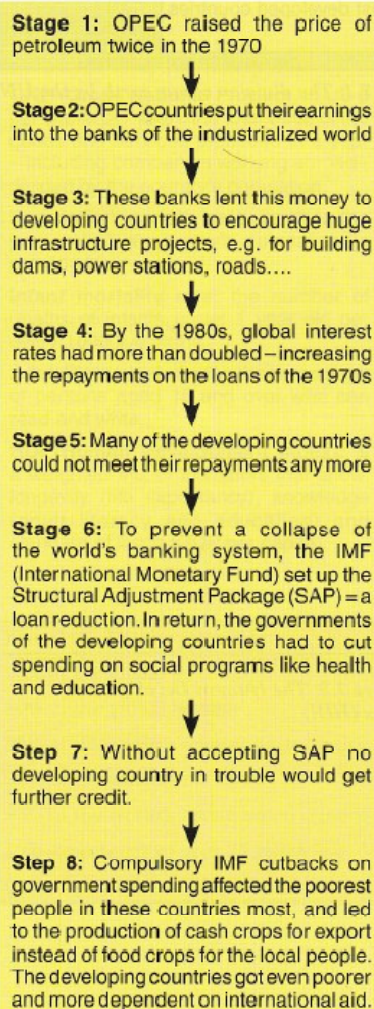 Stage 1: OPEC raised the price of
petroleum twice in the 1970
Stage 2: OPEC countries put their earnings
into the banks of the industrialized world
Stage 3: These banks lent this money to
developing countries to encourage huge
infrastructure projects, e.g. for building
dams, power stations, roads....
Stage 4: By the 1980s, global interest
rates had more than doubled – increasing
the repayments on the loans of the 1970s
Stage 5: Many of the developing countries
could not meet their repayments any more
Stage 6: To prevent a collapse of
the world's banking system, the IMF
(International Monetary Fund) set up the
Structural Adjustment Package (SAP) = a
loan reduction. In return, the governments
of the developing countries had to cut
spending on social programs like health
and education.
Step 7: Without accepting SAP no
developing country in trouble would get
further credit.
Step 8: Compulsory IMF cutbacks on
government spending affected the poorest
people in these countries most, and led
to the production of cash crops for export
instead of food crops for the local people.
The developing countries got even poorer
and more dependent on international aid.